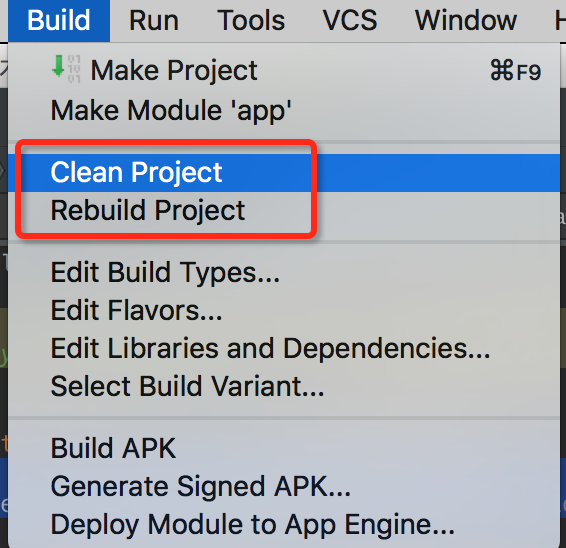 Build Run Tools VCS Window H
Make Project ⌘F9
Make Module 'app'
Clean Project
Rebuild Project
Edit Build Types...
Edit Flavors...
Edit Libraries and Dependencies...
Select Build Variant...
Build APK
Generate Signed APK...
Deploy Module to App Engine...